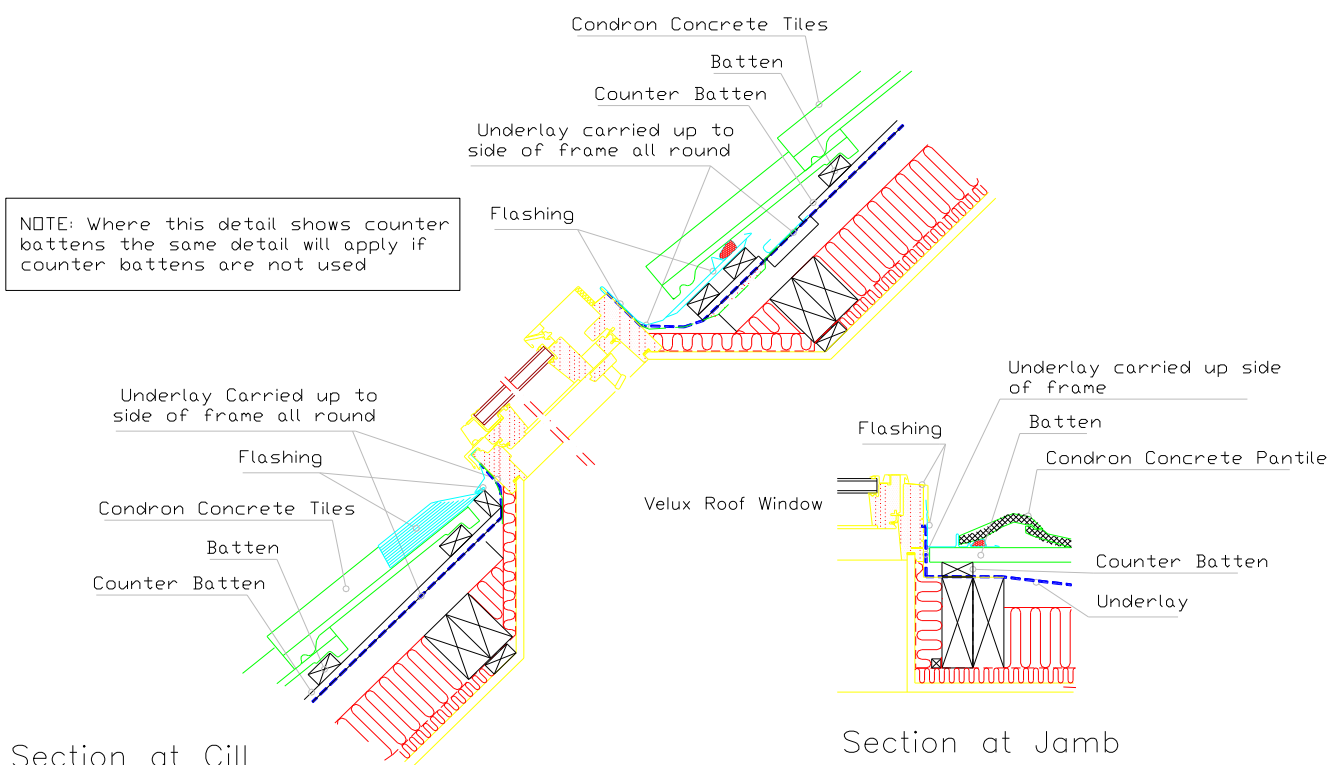 Condron Concrete Tiles
Batten
Counter Batten
Underlay carried up to
side of frame all round
Flashing
NOTE: Where this detail shows counter
battens the same detail will apply if
counter battens are not used
Underlay Carried up to
side of frame all round
Flashing
Condron Concrete Tiles
Batten
Counter Batten
Section at Cill
Underlay carried up side
of frame
Batten
Flashing
Condron Concrete Pantile
Velux Roof Window
Counter Batten
Underlay
Section at Jamb